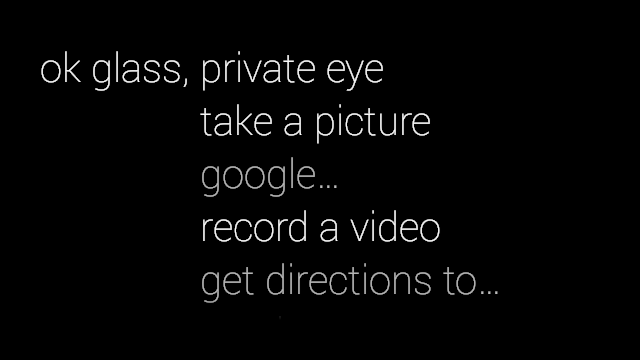 ok glass, private eye
take a picture
google...
record a video
get directions to...